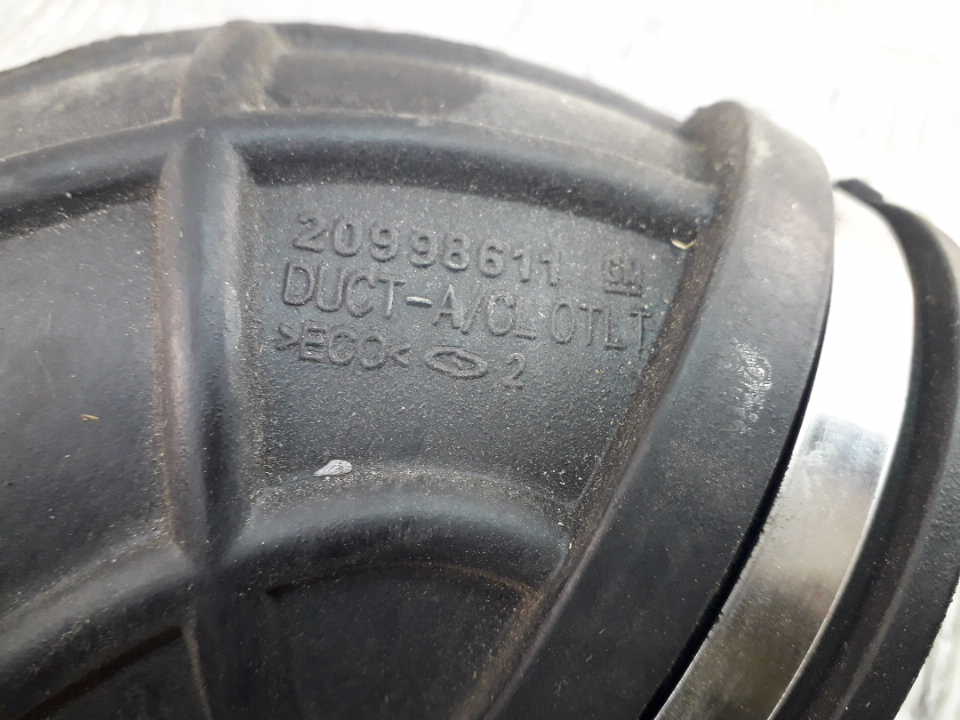 20998611 GM
DUCT-A/CL OTLT
>ECO< 2